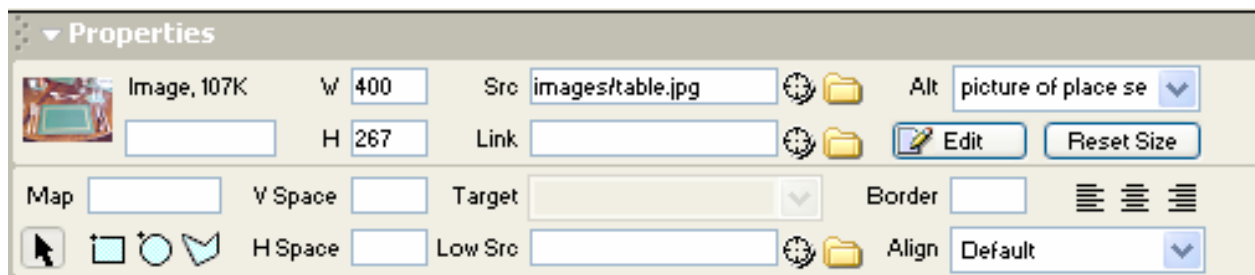 Properties
Image, 107K W 400 Src images/table.jpg Alt picture of place se
H 267 Link Edit Reset Size
Map V Space Target Border
H Space Low Src Align Default